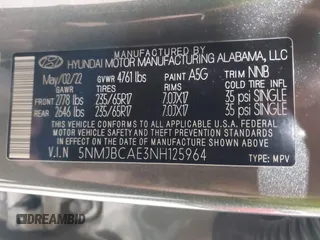 HYUNDAI MOTOR MANUFACTURING ALABAMA, LLC
May/02/'22 GVWR 4761 lbs PAINT A5G TRIM NNB
GAWR TIRES RIMS COLD TIRE INFL
FRONT 2778 lbs 235/65R17 7.0JX17 35 psi SINGLE
REAR 2646 lbs 235/65R17 7.0JX17 35 psi SINGLE
THIS VEHICLE CONFORMS TO ALL APPLICABLE U.S. FEDERAL MOTOR VEHICLE SAFETY AND THEFT PREVENTION STANDARDS IN EFFECT ON THE DATE OF MANUFACTURE SHOWN ABOVE.
V.I.N 5NMJBCAE3NH125964 TYPE: MPV
DREAMBID